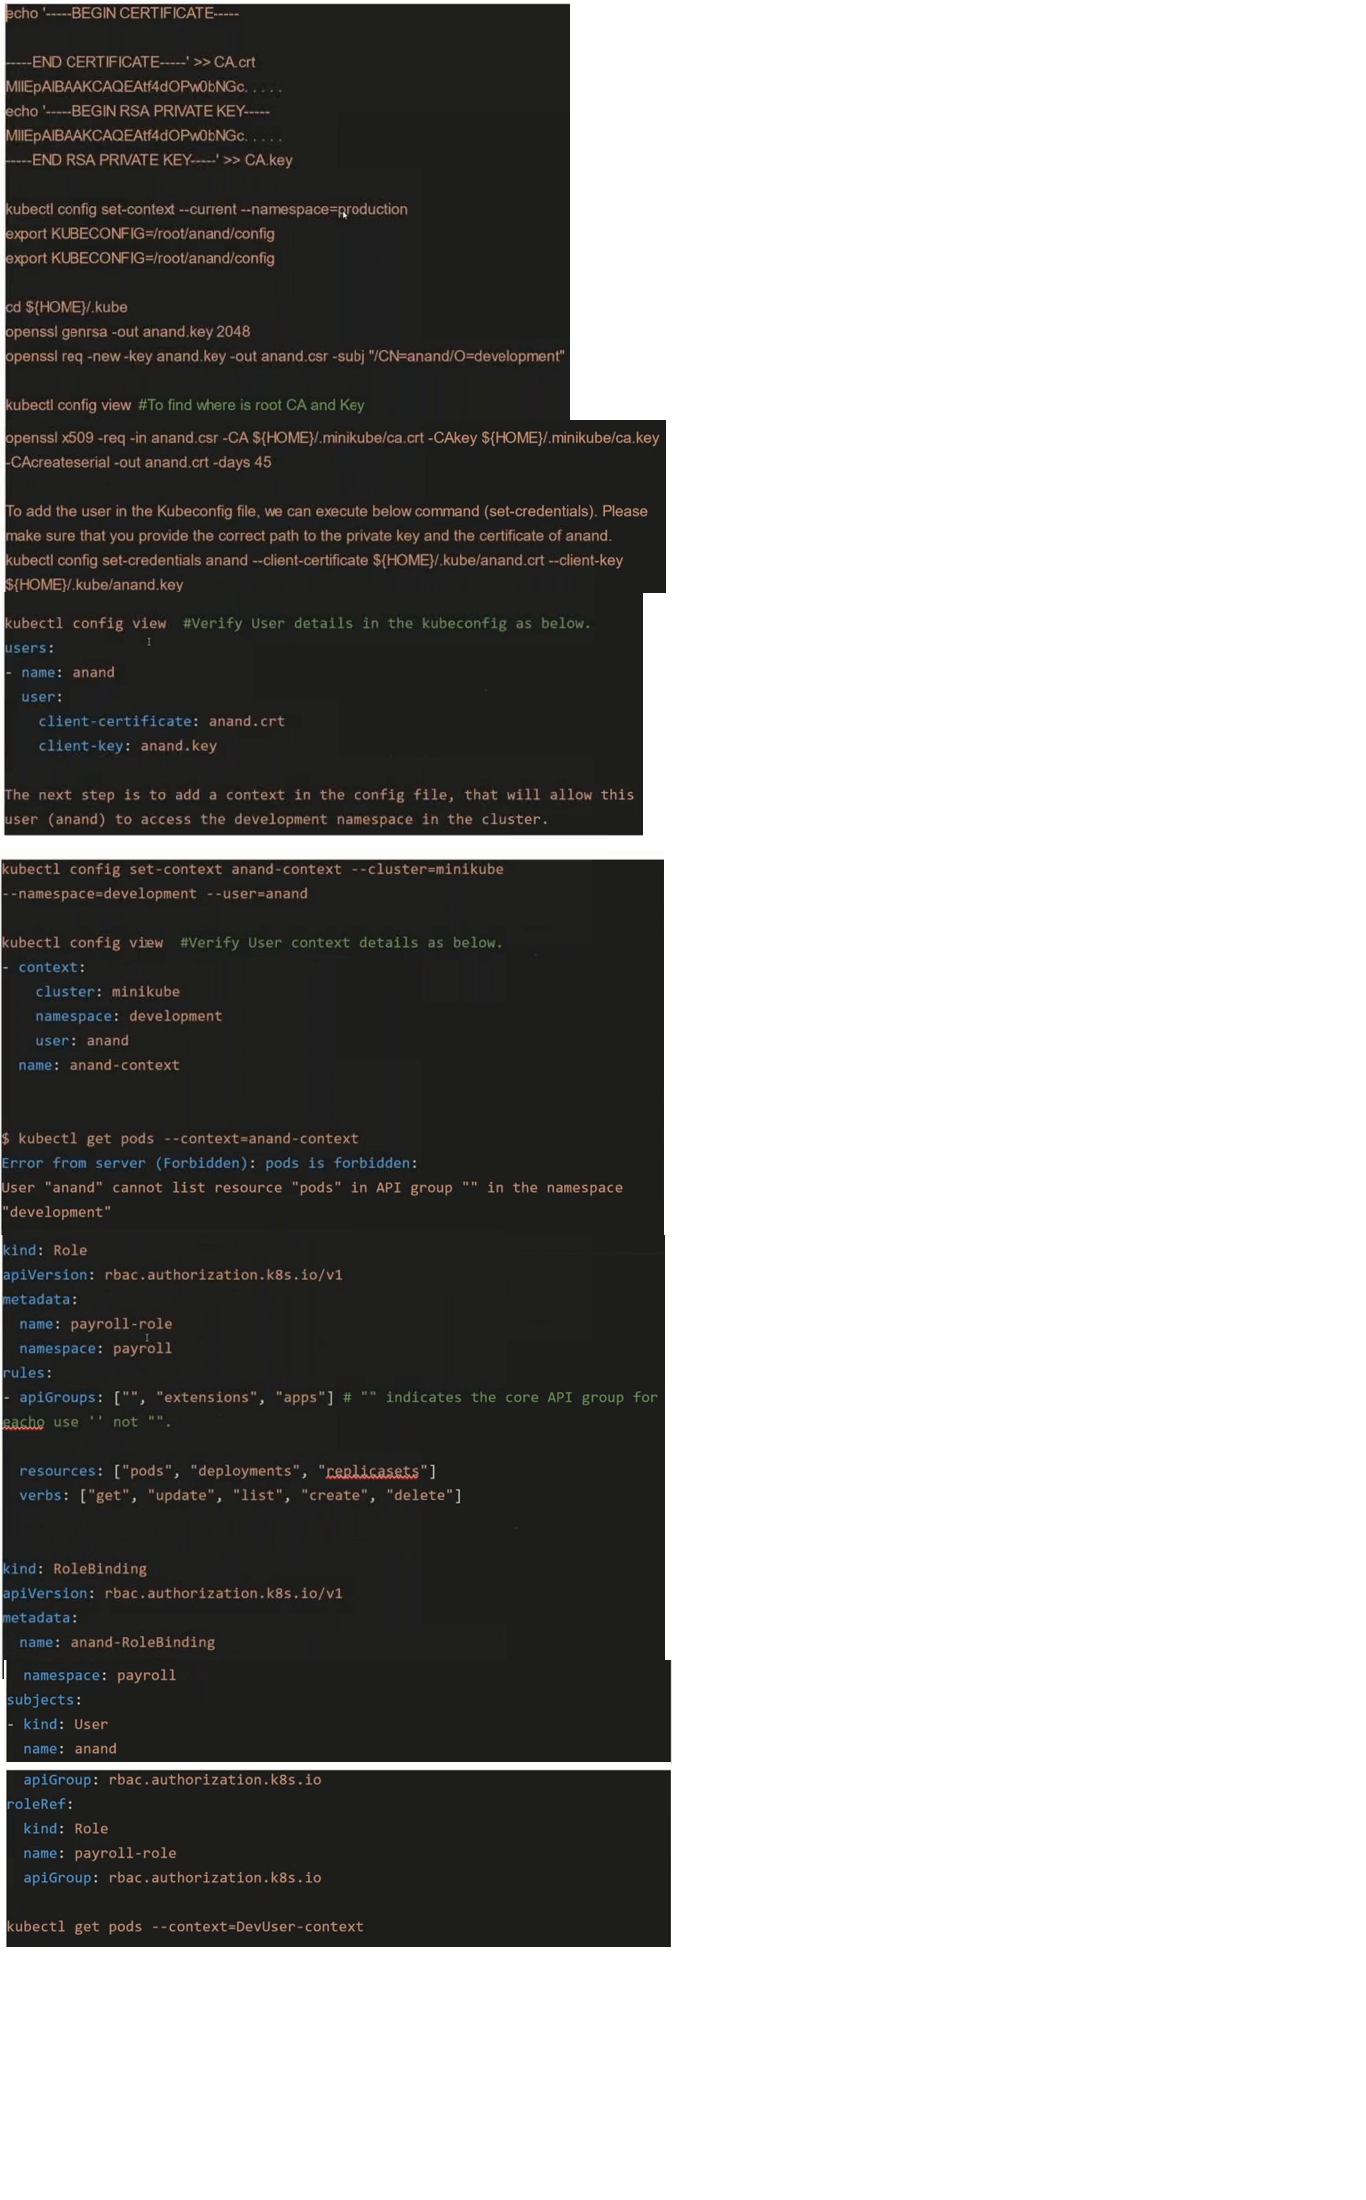 echo '-----BEGIN CERTIFICATE-----
-----END CERTIFICATE-----' >> CA.crt
MIIEpAIBAAKCAQEAtf4dOPw0bNGc. . . . .
echo '-----BEGIN RSA PRIVATE KEY-----
MIIEpAIBAAKCAQEAtf4dOPw0bNGc. . . . .
-----END RSA PRIVATE KEY-----' >> CA.key
kubectl config set-context --current --namespace=production
export KUBECONFIG=/root/anand/config
export KUBECONFIG=/root/anand/config
cd ${HOME}/.kube
openssl genrsa -out anand.key 2048
openssl req -new -key anand.key -out anand.csr -subj "/CN=anand/O=development"
kubectl config view #To find where is root CA and Key
openssl x509 -req -in anand.csr -CA ${HOME}/.minikube/ca.crt -CAkey ${HOME}/.minikube/ca.key
-CAcreateserial -out anand.crt -days 45
To add the user in the Kubeconfig file, we can execute below command (set-credentials). Please
make sure that you provide the correct path to the private key and the certificate of anand.
kubectl config set-credentials anand --client-certificate ${HOME}/.kube/anand.crt --client-key
${HOME}/.kube/anand.key
kubectl config view  #Verify User details in the kubeconfig as below.
users:
- name: anand
  user:
    client-certificate: anand.crt
    client-key: anand.key
The next step is to add a context in the config file, that will allow this
user (anand) to access the development namespace in the cluster.
kubectl config set-context anand-context --cluster=minikube
--namespace=development --user=anand
kubectl config view  #Verify User context details as below.
- context:
    cluster: minikube
    namespace: development
    user: anand
  name: anand-context
$ kubectl get pods --context=anand-context
Error from server (Forbidden): pods is forbidden:
User "anand" cannot list resource "pods" in API group "" in the namespace
"development"
kind: Role
apiVersion: rbac.authorization.k8s.io/v1
metadata:
  name: payroll-role
  namespace: payroll
rules:
- apiGroups: ["", "extensions", "apps"] # "" indicates the core API group for
eacho use '' not "".
  resources: ["pods", "deployments", "replicasets"]
  verbs: ["get", "update", "list", "create", "delete"]
kind: RoleBinding
apiVersion: rbac.authorization.k8s.io/v1
metadata:
  name: anand-RoleBinding
  namespace: payroll
subjects:
- kind: User
  name: anand
  apiGroup: rbac.authorization.k8s.io
roleRef:
  kind: Role
  name: payroll-role
  apiGroup: rbac.authorization.k8s.io
kubectl get pods --context=DevUser-context